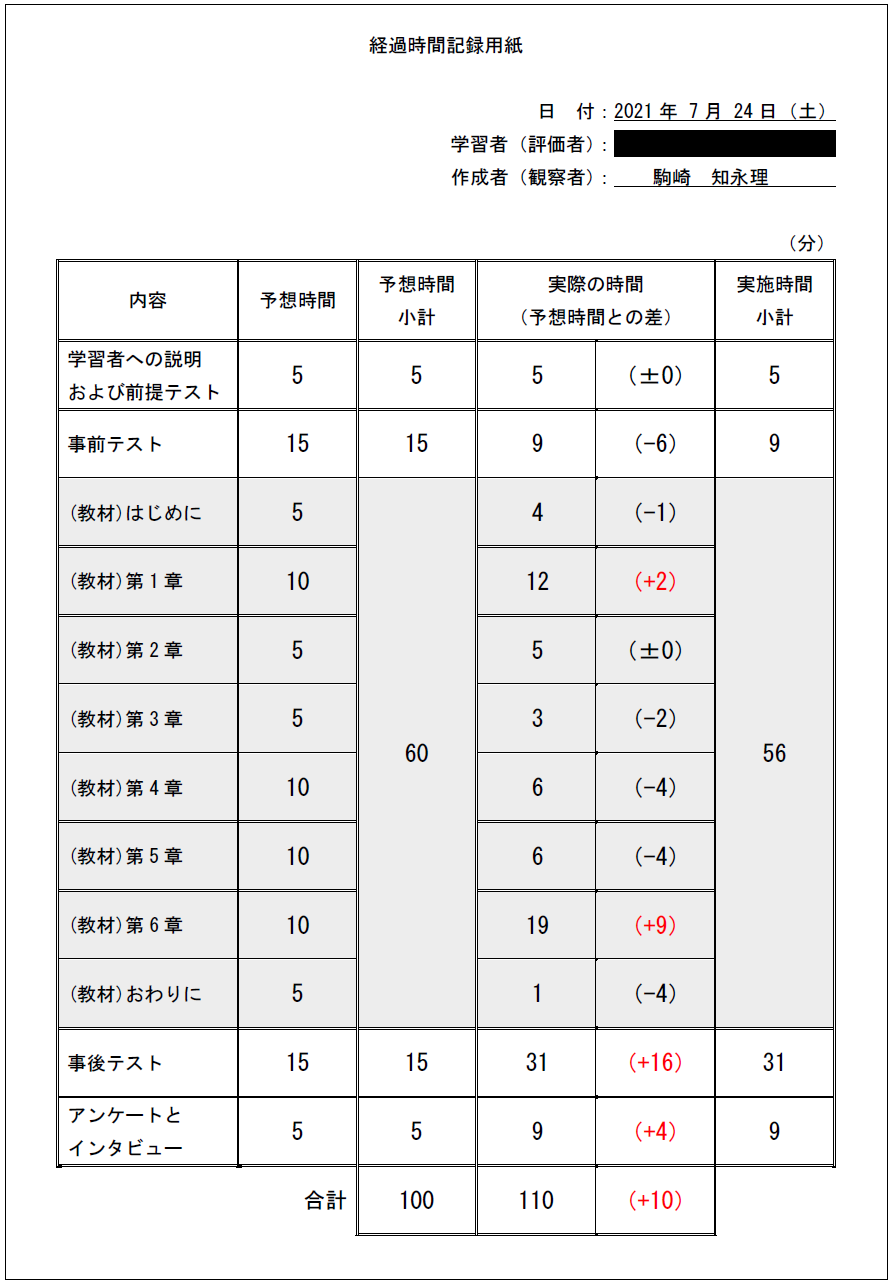 経過時間記録用紙
日　付：2021 年 7 月 24 日（土）
学習者（評価者）：
作成者（観察者）：　駒崎　知永理
（分）
内容 予想時間 予想時間小計 実際の時間（予想時間との差） 実施時間小計
学習者への説明および前提テスト 5 5 5 （±0） 5
事前テスト 15 15 9 （-6） 9
（教材）はじめに 5 4 （-1）
（教材）第１章 10 12 （+2）
（教材）第２章 5 5 （±0）
（教材）第３章 5 3 （-2）
60 56
（教材）第４章 10 6 （-4）
（教材）第５章 10 6 （-4）
（教材）第６章 10 19 （+9）
（教材）おわりに 5 1 （-4）
事後テスト 15 15 31 （+16） 31
アンケートとインタビュー 5 5 9 （+4） 9
合計 100 110 （+10）